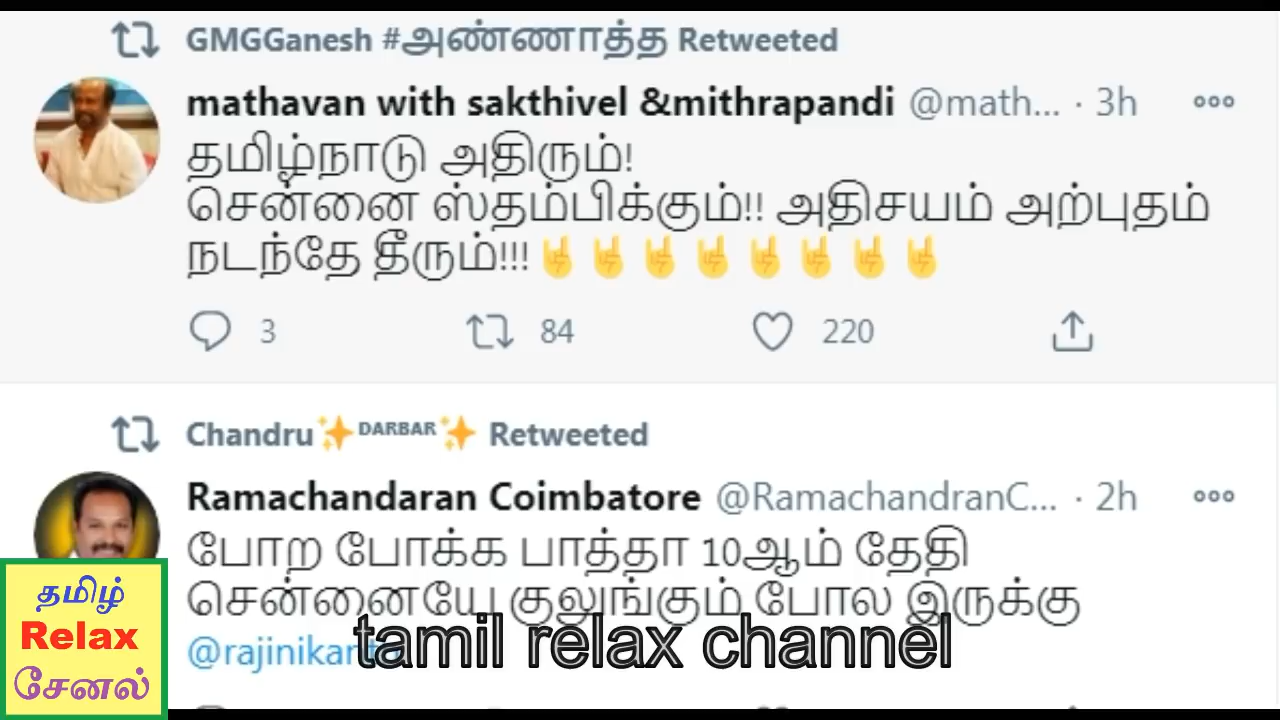 GMGGanesh #அண்ணாத்த Retweeted
mathavan with sakthivel &mithrapandi @math... · 3h
தமிழ்நாடு அதிரும்!
சென்னை ஸ்தம்பிக்கும்!! அதிசயம் அற்புதம்
நடந்தே தீரும்!!!🤘🤘🤘🤘🤘🤘🤘🤘
3 84 220
Chandru✨ᴰᴬᴿᴮᴬᴿ✨ Retweeted
Ramachandaran Coimbatore @RamachandranC... · 2h
போற போக்க பாத்தா 10ஆம் தேதி
சென்னையே குலுங்கும் போல இருக்கு
@rajinikanth
tamil relax channel
தமிழ்
Relax
சேனல்